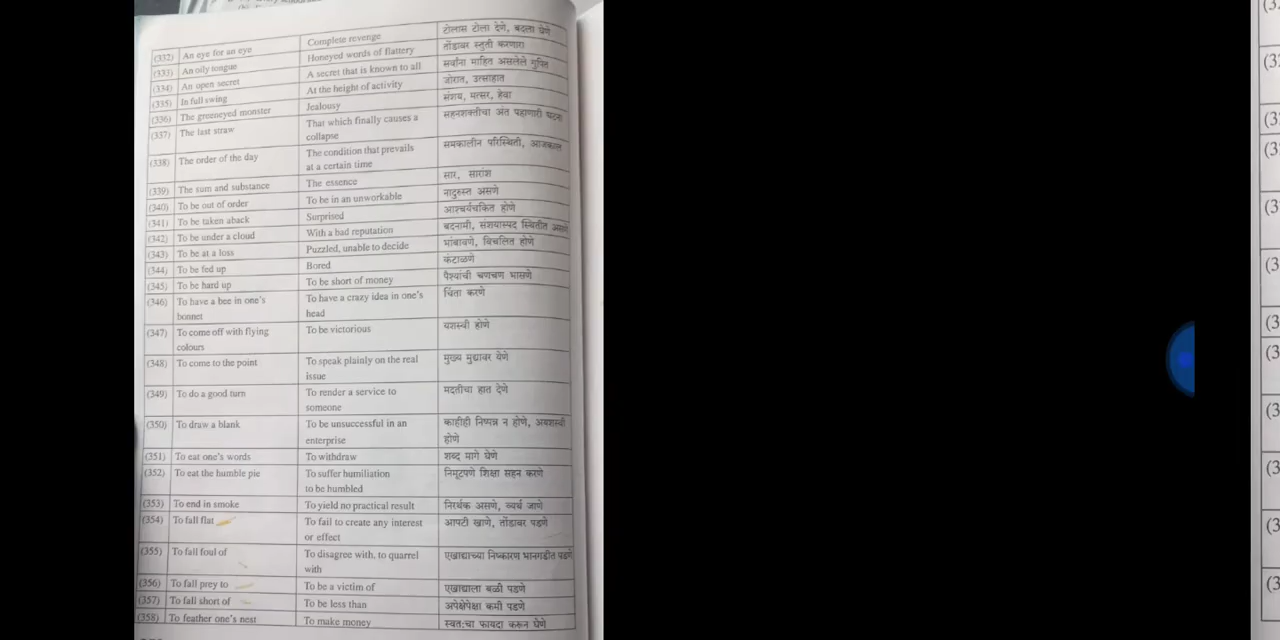 (332) An eye for an eye Complete revenge टोलास टोला देणे, बदला घेणे
(333) An oily tongue Honeyed words of flattery तोंडावर स्तुती करणारा
(334) An open secret A secret that is known to all सर्वांना माहित असलेले गुपित
(335) In full swing At the height of activity जोरात, उत्साहात
(336) The greeneyed monster Jealousy संशय, मत्सर, हेवा
(337) The last straw That which finally causes a सहनशक्तीचा अंत पहाणारी घटना
collapse
(338) The order of the day The condition that prevails समकालीन परिस्थिती, आजकाल
at a certain time
(339) The sum and substance The essence सार, सारांश
(340) To be out of order To be in an unworkable नादुरुस्त असणे
(341) To be taken aback Surprised आश्चर्यचकित होणे
(342) To be under a cloud With a bad reputation बदनामी, संशयास्पद स्थितीत असणे
(343) To be at a loss Puzzled, unable to decide भांबावणे, विचलित होणे
(344) To be fed up Bored कंटाळणे
(345) To be hard up To be short of money पैश्यांची चणचण भासणे
(346) To have a bee in one's To have a crazy idea in one's चिंता करणे
bonnet head
(347) To come off with flying To be victorious यशस्वी होणे
colours
(348) To come to the point To speak plainly on the real मुख्य मुद्यावर येणे
issue
(349) To do a good turn To render a service to मदतीचा हात देणे
someone
(350) To draw a blank To be unsuccessful in an काहीही निष्पन्न न होणे, अयशस्वी
enterprise होणे
(351) To eat one's words To withdraw शब्द मागे घेणे
(352) To eat the humble pie To suffer humiliation निमूटपणे शिक्षा सहन करणे
to be humbled
(353) To end in smoke To yield no practical result निरर्थक असणे, व्यर्थ जाणे
(354) To fall flat To fail to create any interest आपटी खाणे, तोंडावर पडणे
or effect
(355) To fall foul of To disagree with, to quarrel एखाद्याच्या निष्कारण भानगडीत पडणे
with
(356) To fall prey to To be a victim of एखाद्याला बळी पडणे
(357) To fall short of To be less than अपेक्षेपेक्षा कमी पडणे
(358) To feather one's nest To make money स्वत:चा फायदा करून घेणे